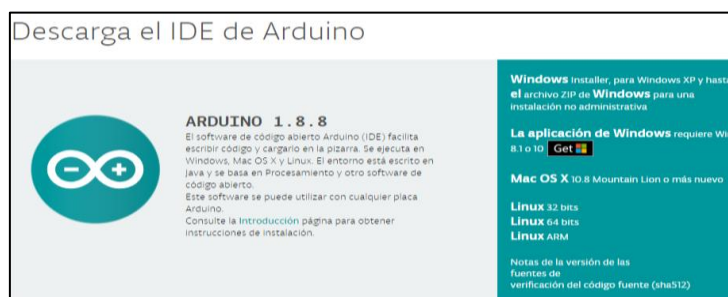 Descarga el IDE de Arduino
ARDUINO 1.8.8
El software de código abierto Arduino (IDE) facilita
escribir código y cargarlo en la pizarra. Se ejecuta en
Windows, Mac OS X y Linux. El entorno está escrito en
Java y se basa en Procesamiento y otro software de
código abierto.
Este software se puede utilizar con cualquier placa
Arduino.
Consulte la Introducción página para obtener
instrucciones de instalación.
Windows Installer, para Windows XP y hasta
el archivo ZIP de Windows para una
instalación no administrativa
La aplicación de Windows requiere Wi
8.1 o 10 Get
Mac OS X 10.8 Mountain Lion o más nuevo
Linux 32 bits
Linux 64 bits
Linux ARM
Notas de la versión de las
fuentes de
verificación del código fuente (sha512)